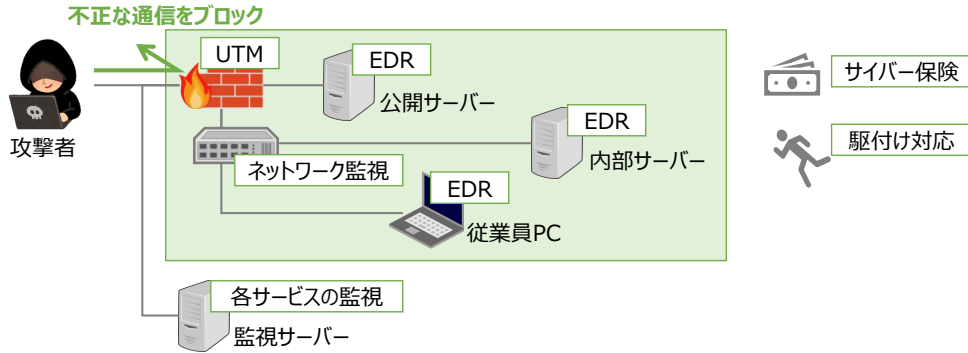 不正な通信をブロック
UTM
EDR
公開サーバー
攻撃者
EDR
内部サーバー
ネットワーク監視
EDR
従業員PC
各サービスの監視
監視サーバー
サイバー保険
駆付け対応